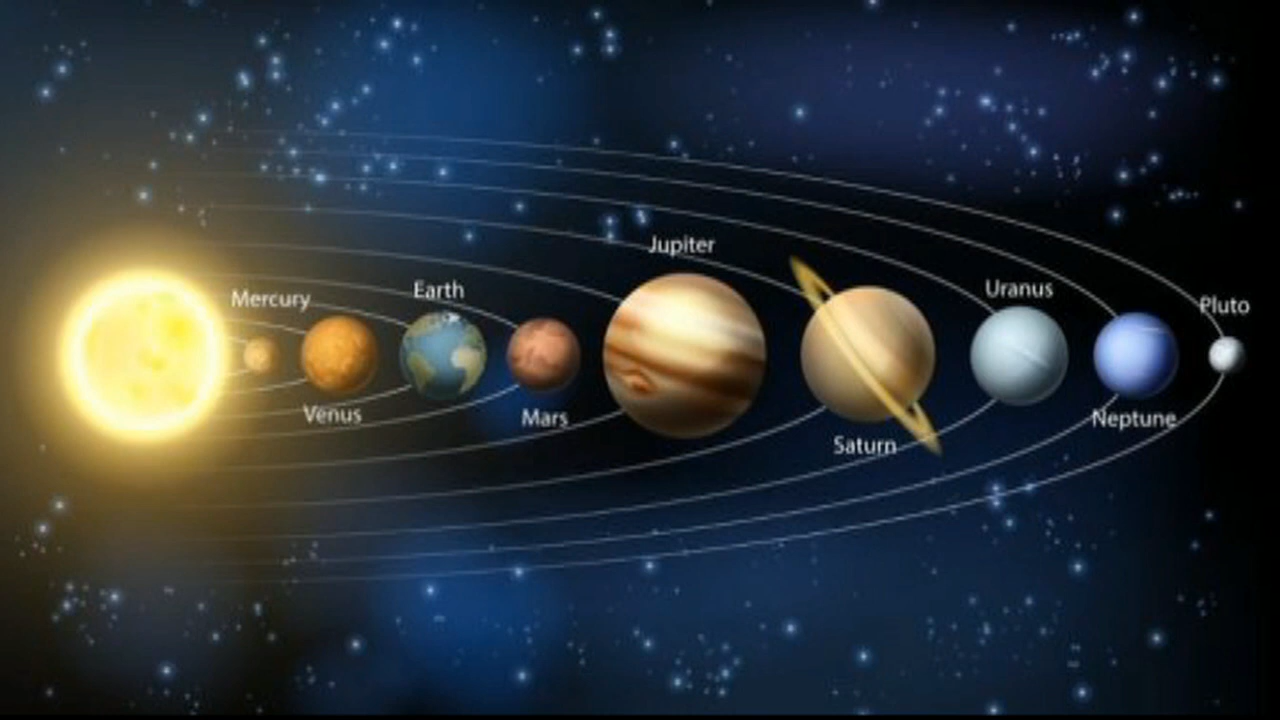 Mercury
Venus
Earth
Mars
Jupiter
Saturn
Uranus
Neptune
Pluto